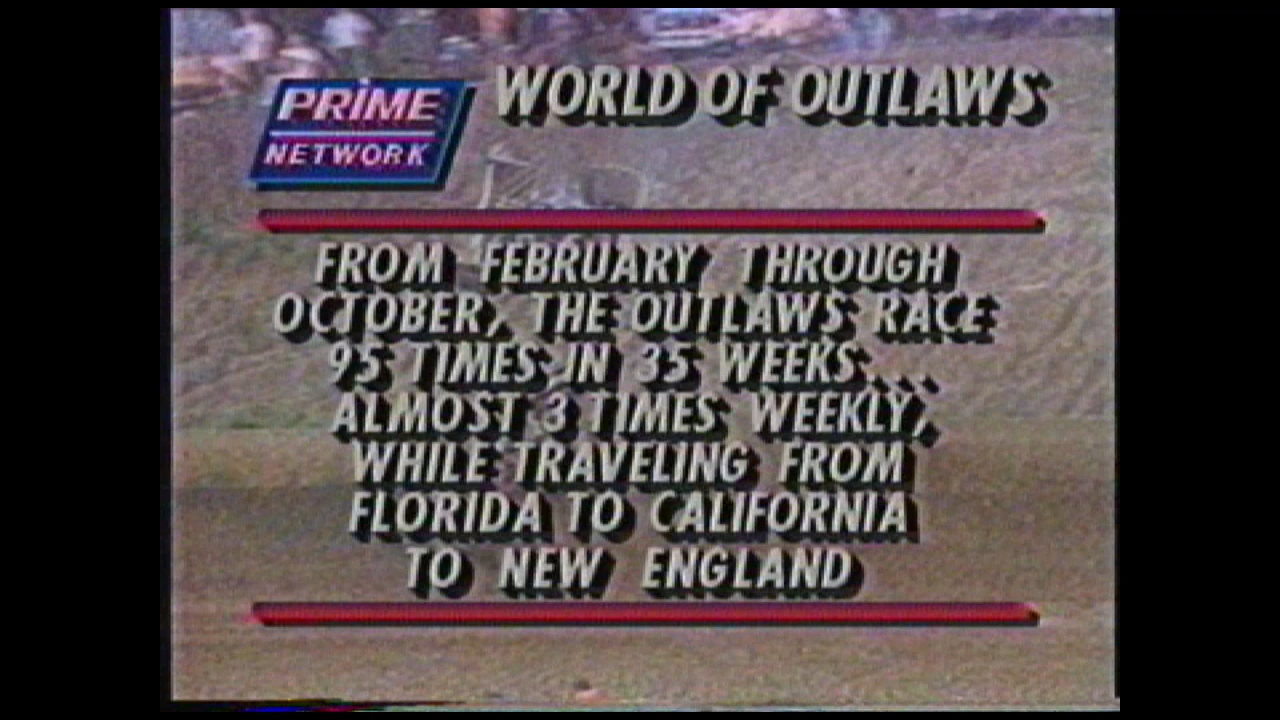 PRIME
NETWORK
WORLD OF OUTLAWS
FROM FEBRUARY THROUGH
OCTOBER, THE OUTLAWS RACE
95 TIMES IN 35 WEEKS...
ALMOST 3 TIMES WEEKLY,
WHILE TRAVELING FROM
FLORIDA TO CALIFORNIA
TO NEW ENGLAND